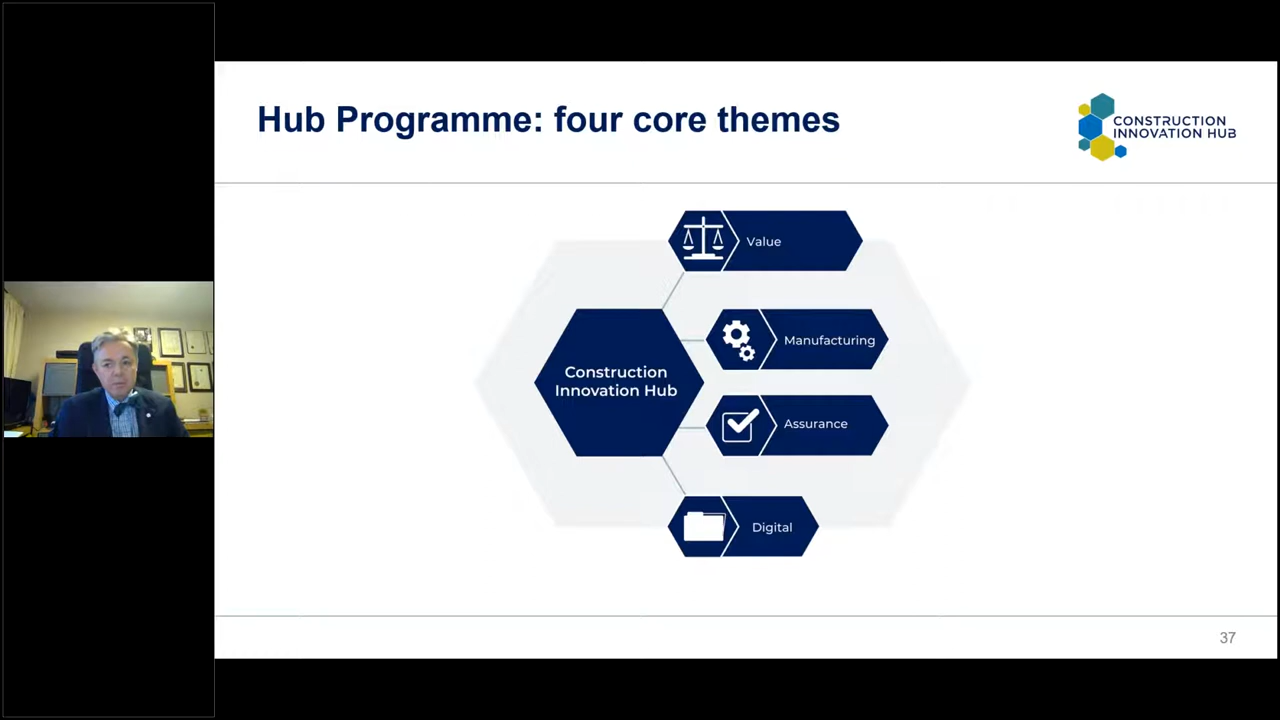 Hub Programme: four core themes
CONSTRUCTION
INNOVATION HUB
Value
Manufacturing
Construction
Innovation Hub
Assurance
Digital
37